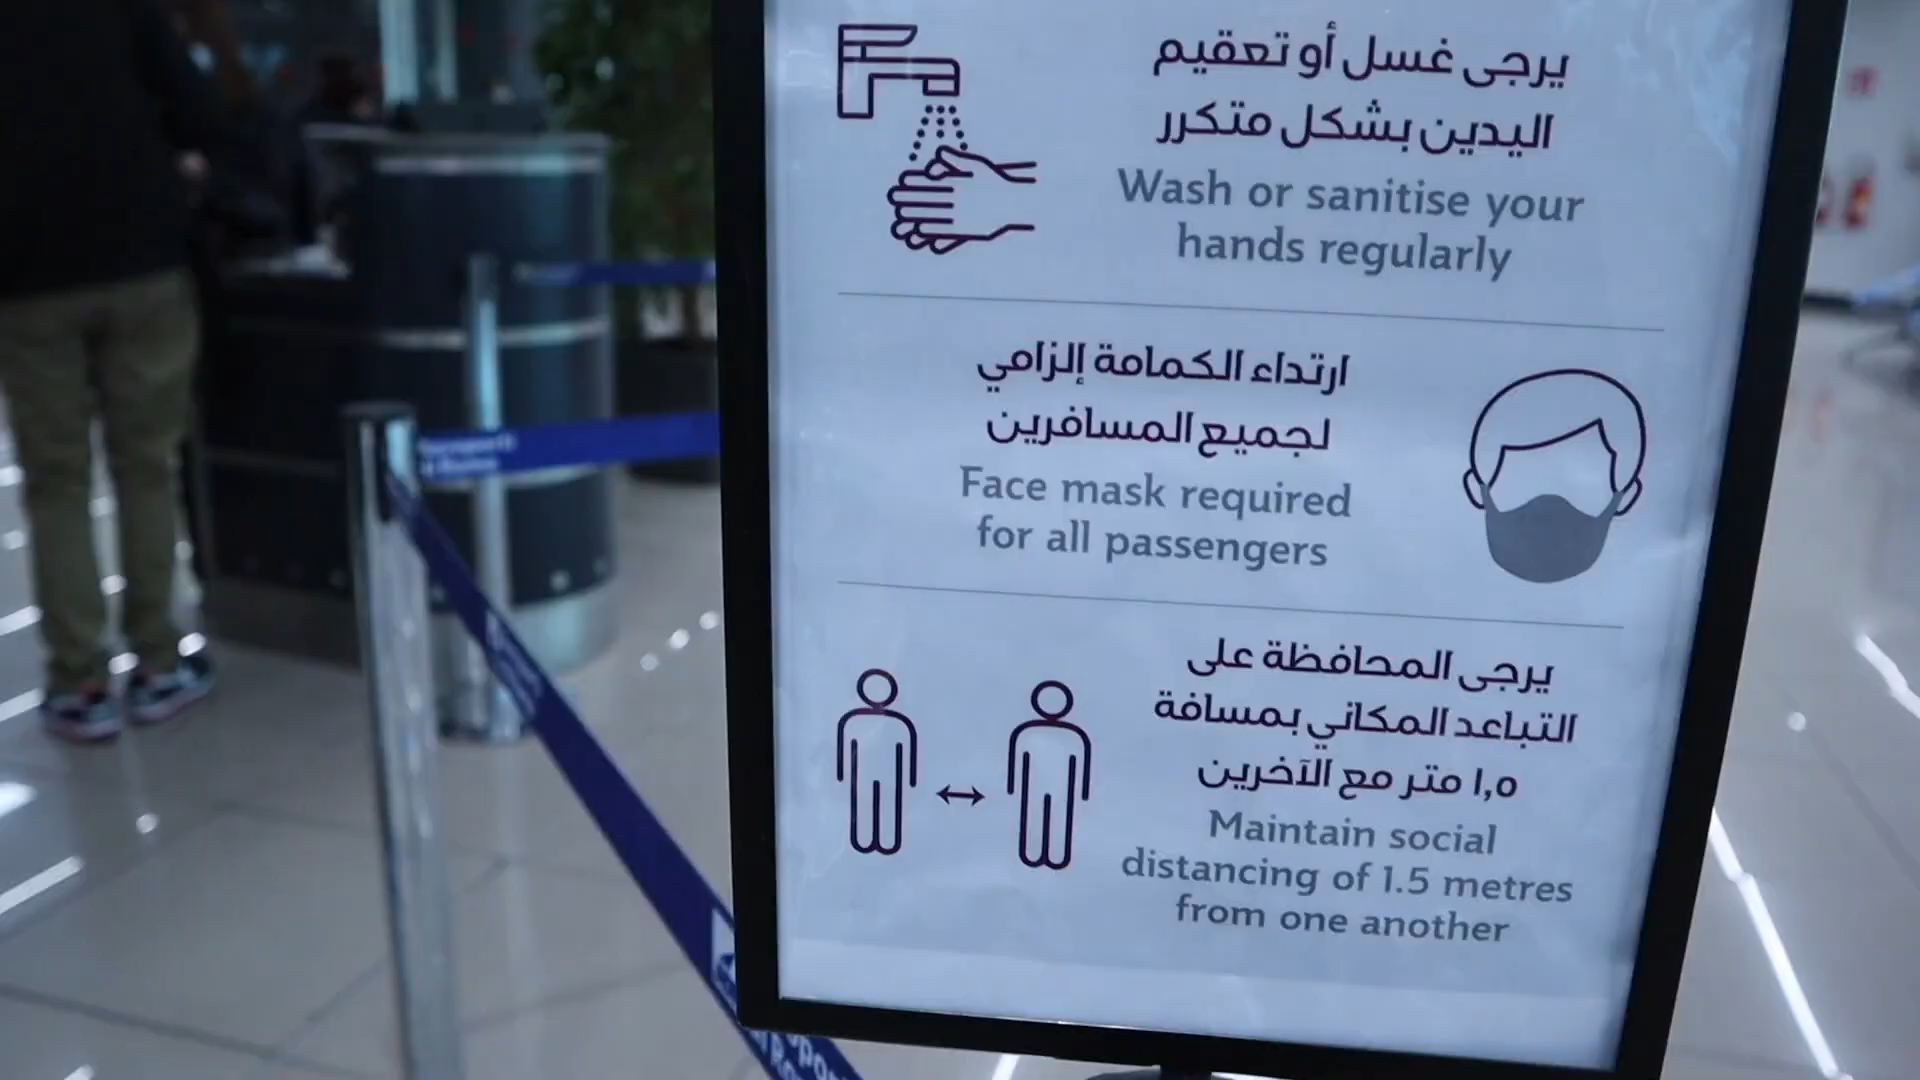 يرجى غسل أو تعقيم
اليدين بشكل متكرر
Wash or sanitise your
hands regularly
ارتداء الكمامة إلزامي
لجميع المسافرين
Face mask required
for all passengers
يرجى المحافظة على
التباعد المكاني بمسافة
١,٥ متر مع الآخرين
Maintain social
distancing of 1.5 metres
from one another